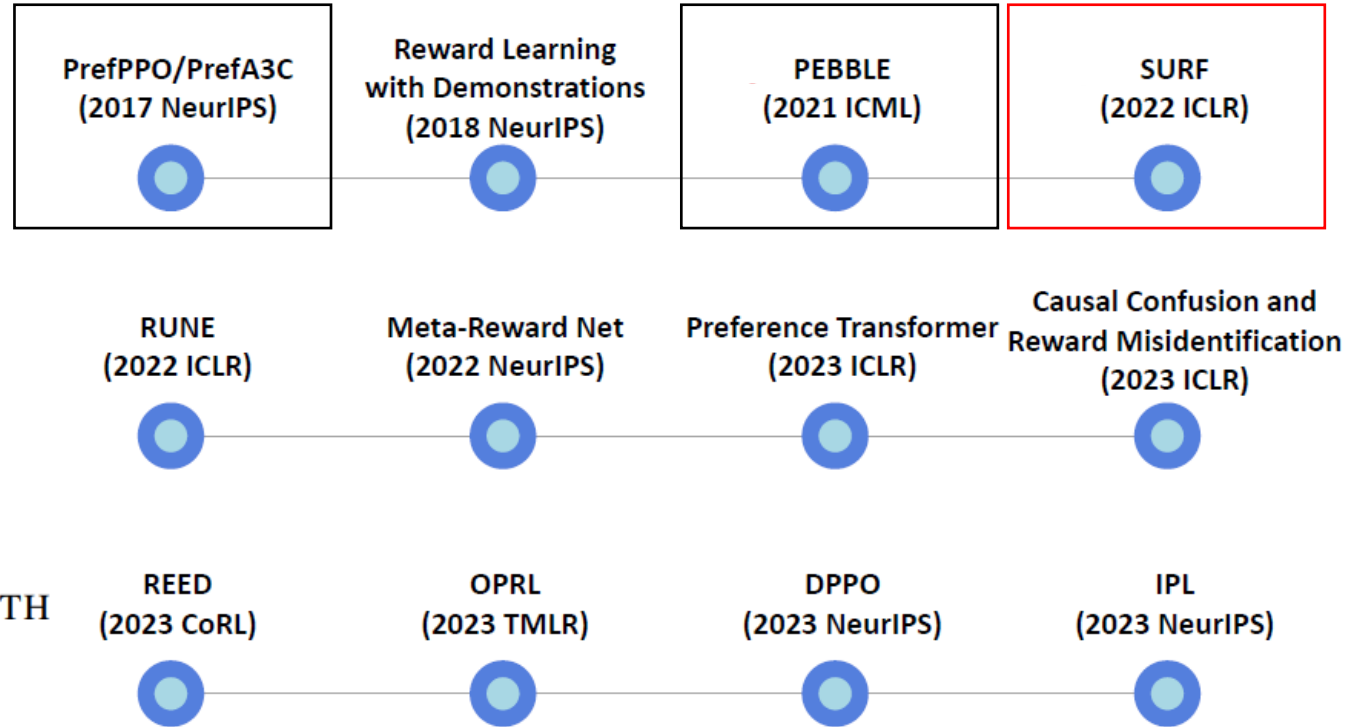 PrefPPO/PrefA3C
(2017 NeurIPS)
Reward Learning
with Demonstrations
(2018 NeurIPS)
PEBBLE
(2021 ICML)
SURF
(2022 ICLR)
RUNE
(2022 ICLR)
Meta-Reward Net
(2022 NeurIPS)
Preference Transformer
(2023 ICLR)
Causal Confusion and
Reward Misidentification
(2023 ICLR)
TH
REED
(2023 CoRL)
OPRL
(2023 TMLR)
DPPO
(2023 NeurIPS)
IPL
(2023 NeurIPS)